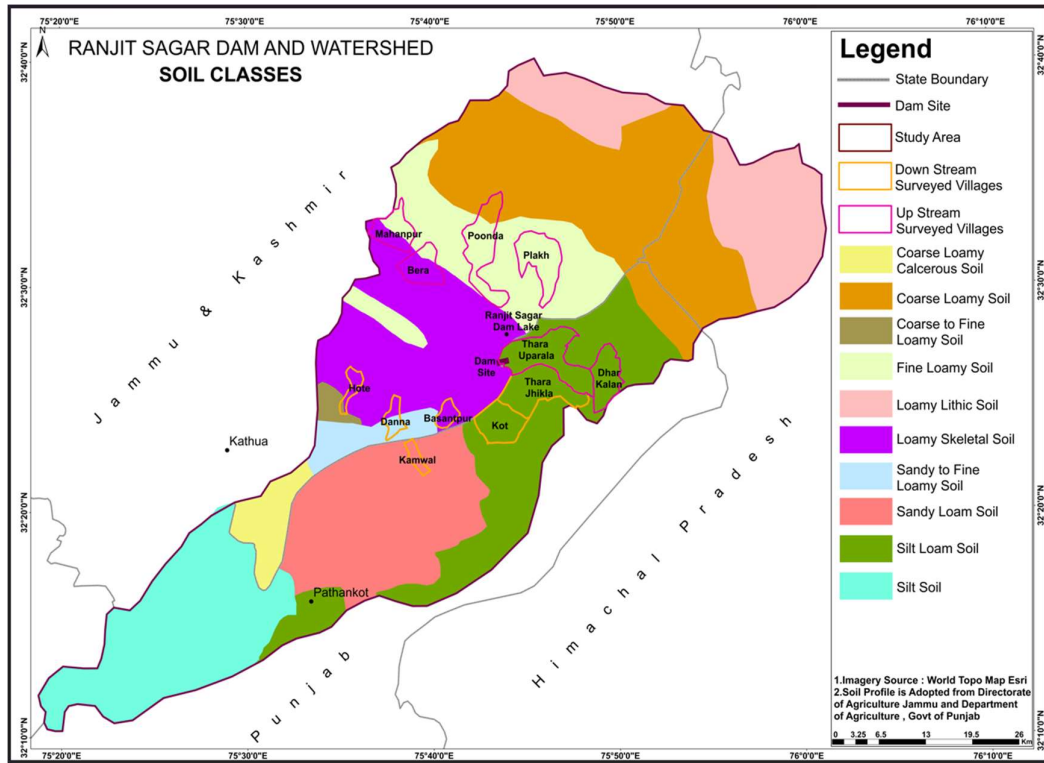 75°20'0"E 75°30'0"E 75°40'0"E 75°50'0"E 76°0'0"E 76°10'0"E
N
RANJIT SAGAR DAM AND WATERSHED
SOIL CLASSES
32°40'0"N
32°30'0"N
32°20'0"N
32°10'0"N
Jammu & Kashmir
Mahanpur
Bera
Poonda
Plakh
Ranjit Sagar
Dam Lake
Thara
Uparala
Dam
Site
Dhar
Kalan
Thara
Jhikla
Hote
Danna
Basantpur
Kot
Kamwal
Kathua
Pathankot
Punjab
Himachal Pradesh
Legend
State Boundary
Dam Site
Study Area
Down Stream
Surveyed Villages
Up Stream
Surveyed Villages
Coarse Loamy
Calcerous Soil
Coarse Loamy Soil
Coarse to Fine
Loamy Soil
Fine Loamy Soil
Loamy Lithic Soil
Loamy Skeletal Soil
Sandy to Fine
Loamy Soil
Sandy Loam Soil
Silt Loam Soil
Silt Soil
1.Imagery Source : World Topo Map Esri
2.Soil Profile is Adopted from Directorate
of Agriculture Jammu and Department
of Agriculture , Govt of Punjab
0 3.25 6.5 13 19.5 26
Km
32°40'0"N
32°30'0"N
32°20'0"N
32°10'0"N
75°20'0"E 75°30'0"E 75°40'0"E 75°50'0"E 76°0'0"E 76°10'0"E